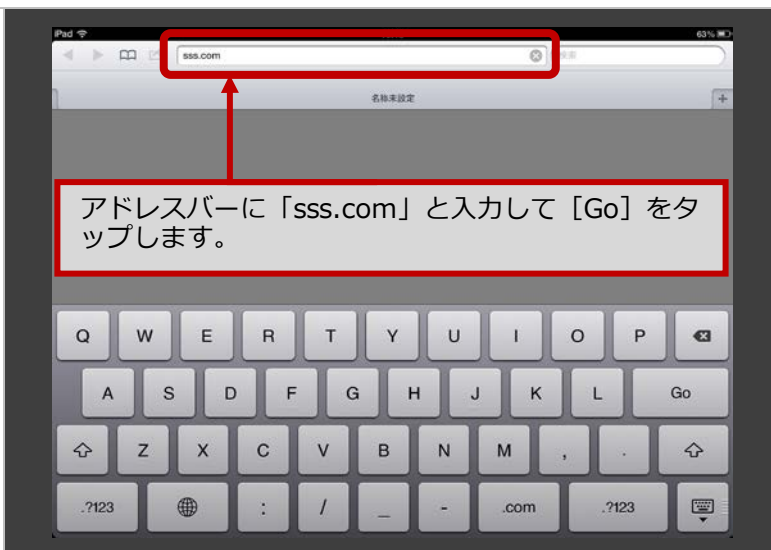 iPad 63%
sss.com 検索
名称未設定
アドレスバーに「sss.com」と入力して［Go］をタ
ップします。
Q W E R T Y U I O P
A S D F G H J K L Go
Z X C V B N M , .
.?123 : / _ - .com .?123